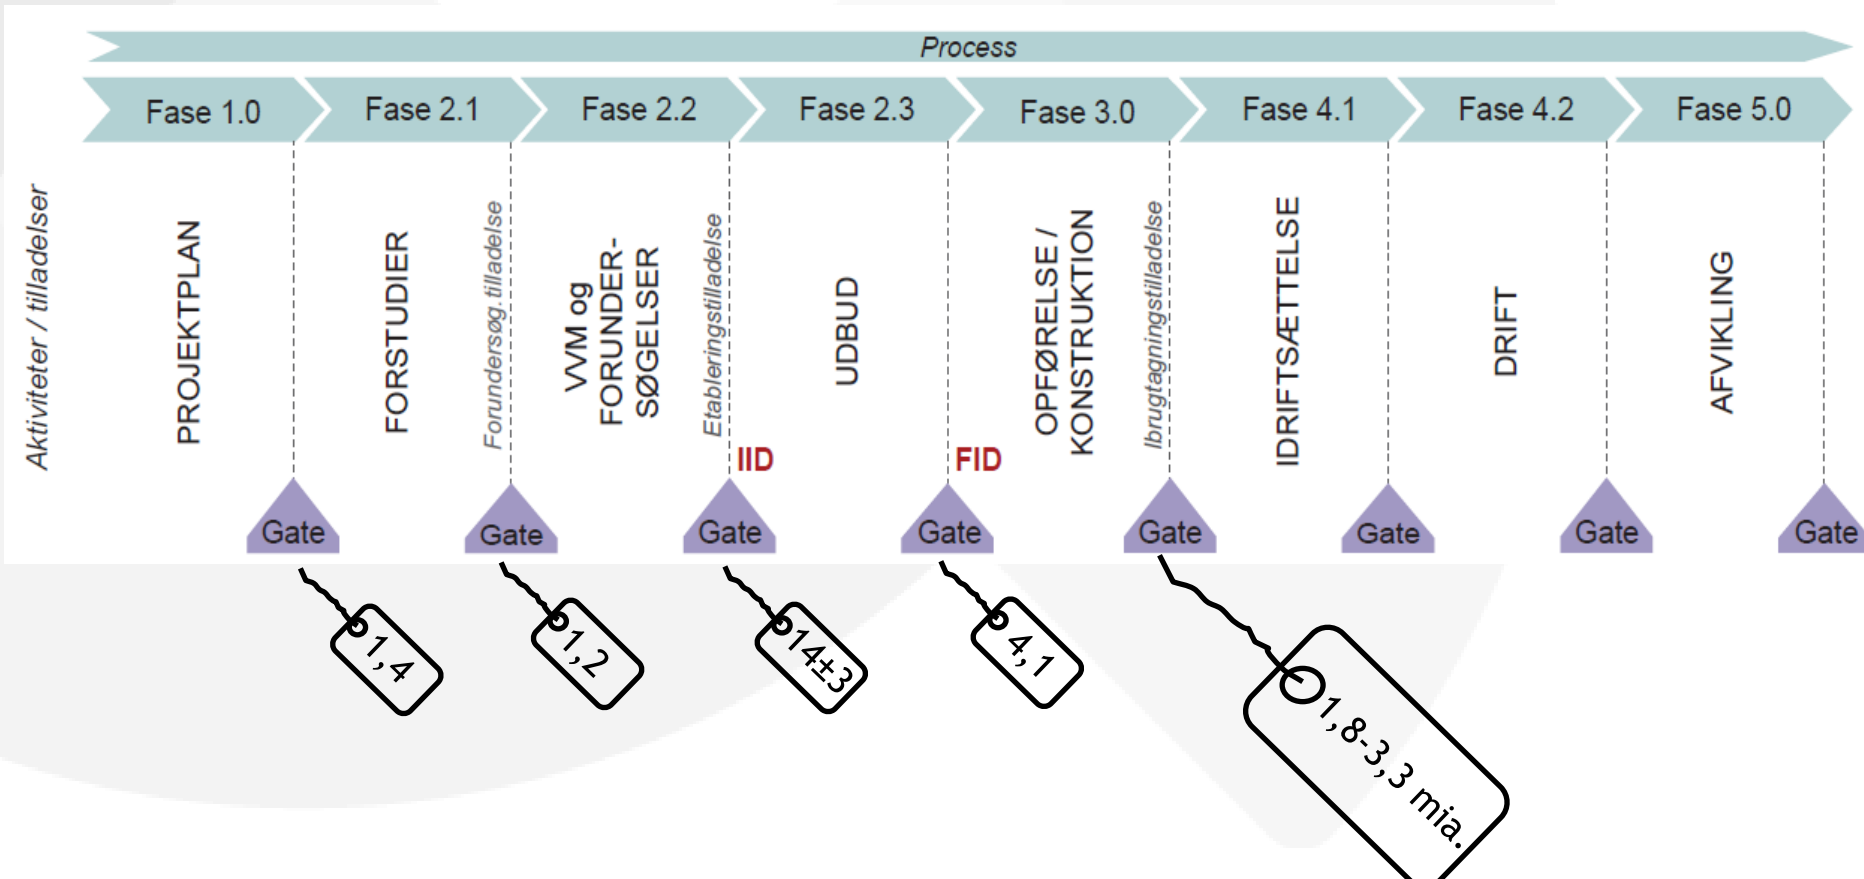 Process
Fase 1.0
Fase 2.1
Fase 2.2
Fase 2.3
Fase 3.0
Fase 4.1
Fase 4.2
Fase 5.0
Aktiviteter / tilladelser
PROJEKTPLAN
FORSTUDIER
Forundersøg.tilladelse
VVM og
FORUNDER-
SØGELSER
Etableringstilladelse
UDBUD
OPFØRELSE /
KONSTRUKTION
Ibrugtagningstilladelse
IDRIFTSÆTTELSE
DRIFT
AFVIKLING
IID
FID
Gate
Gate
Gate
Gate
Gate
Gate
Gate
Gate
1,4
1,2
14±3
4,1
1,8-3,3 mia.